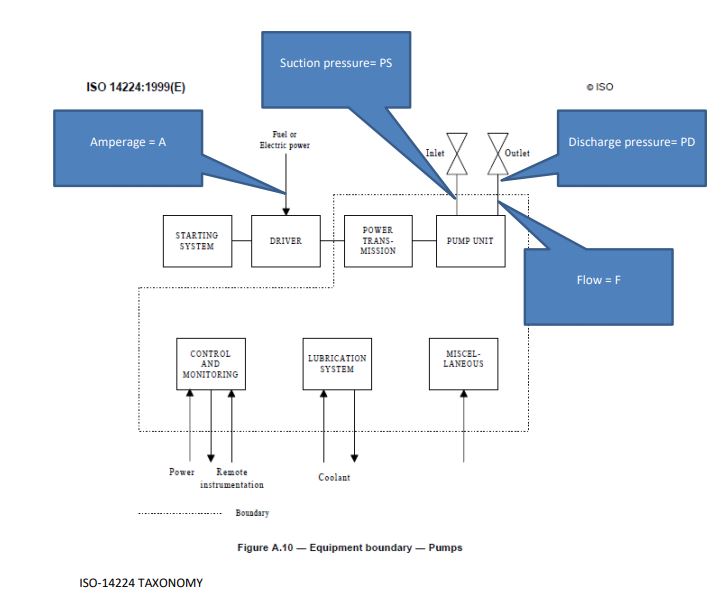 Suction pressure= PS
ISO 14224:1999(E)
© ISO
Amperage = A
Fuel or
Electric power
Inlet
Outlet
Discharge pressure= PD
STARTING
SYSTEM
DRIVER
POWER
TRANS-
MISSION
PUMP UNIT
Flow = F
CONTROL
AND
MONITORING
LUBRICATION
SYSTEM
MISCEL-
LANEOUS
Power
Remote
instrumentation
Coolant
Boundary
Figure A.10 — Equipment boundary — Pumps
ISO-14224 TAXONOMY